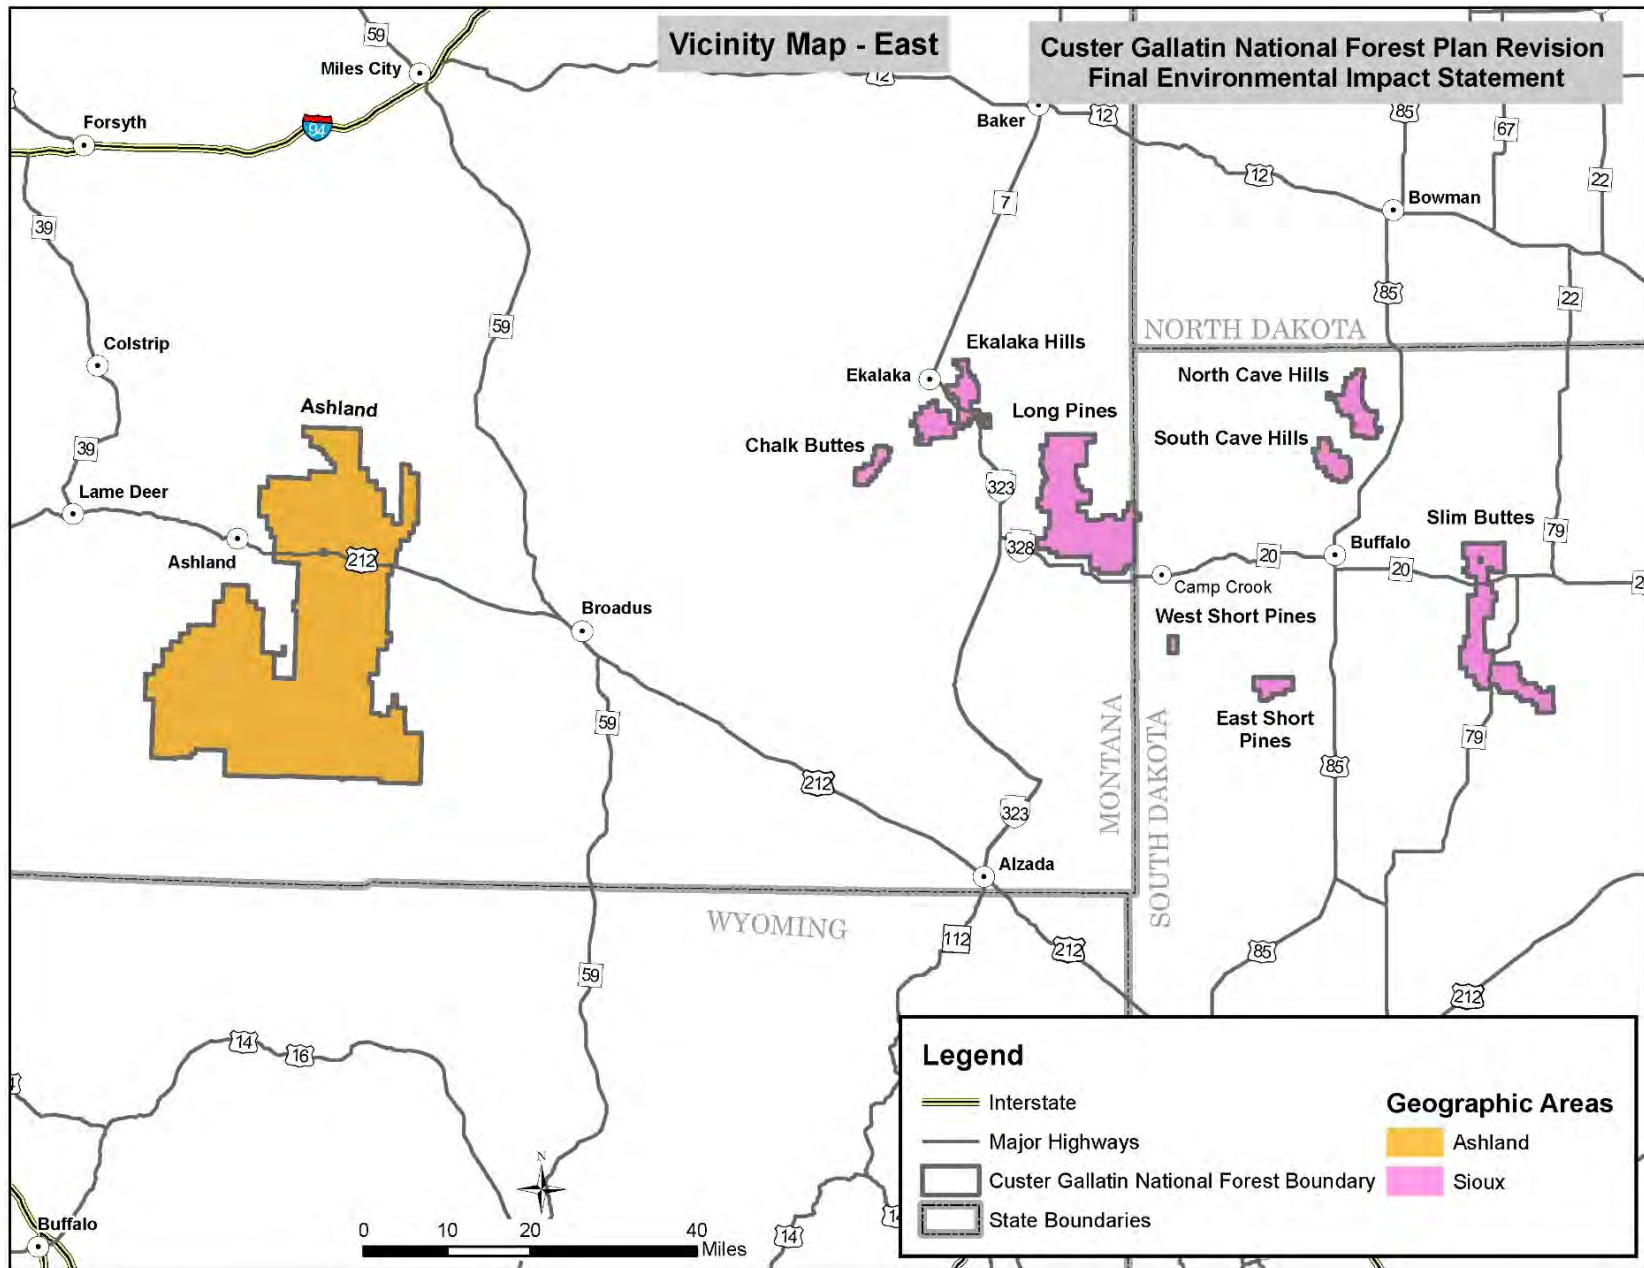 Vicinity Map - East
Custer Gallatin National Forest Plan Revision
Final Environmental Impact Statement
59
Miles City
12
Baker
12
85
67
Forsyth
94
22
12
Bowman
7
39
85
22
59
NORTH DAKOTA
Colstrip
Ekalaka Hills
Ekalaka
North Cave Hills
Ashland
Long Pines
South Cave Hills
Chalk Buttes
39
323
Lame Deer
Slim Buttes
79
Ashland
212
328
20
Buffalo
20
2
Camp Crook
Broadus
West Short Pines
59
East Short
Pines
MONTANA
SOUTH DAKOTA
79
85
212
323
Alzada
WYOMING
112
212
85
59
212
14
16
4
N
Buffalo
0
10
20
40
Miles
14
14
Legend
Interstate
Major Highways
Custer Gallatin National Forest Boundary
State Boundaries
Geographic Areas
Ashland
Sioux